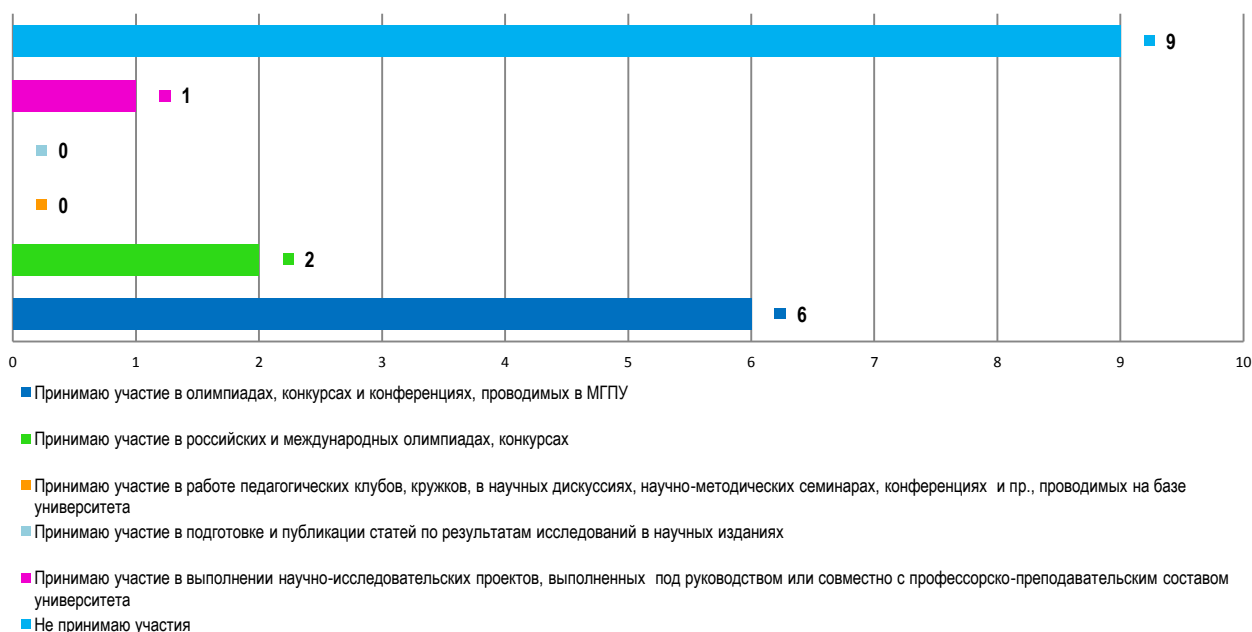 9
1
0
0
2
6
0 1 2 3 4 5 6 7 8 9 10
Принимаю участие в олимпиадах, конкурсах и конференциях, проводимых в МГПУ
Принимаю участие в российских и международных олимпиадах, конкурсах
Принимаю участие в работе педагогических клубов, кружков, в научных дискуссиях, научно-методических семинарах, конференциях и пр., проводимых на базе
университета
Принимаю участие в подготовке и публикации статей по результатам исследований в научных изданиях
Принимаю участие в выполнении научно-исследовательских проектов, выполненных под руководством или совместно с профессорско-преподавательским составом
университета
Не принимаю участия